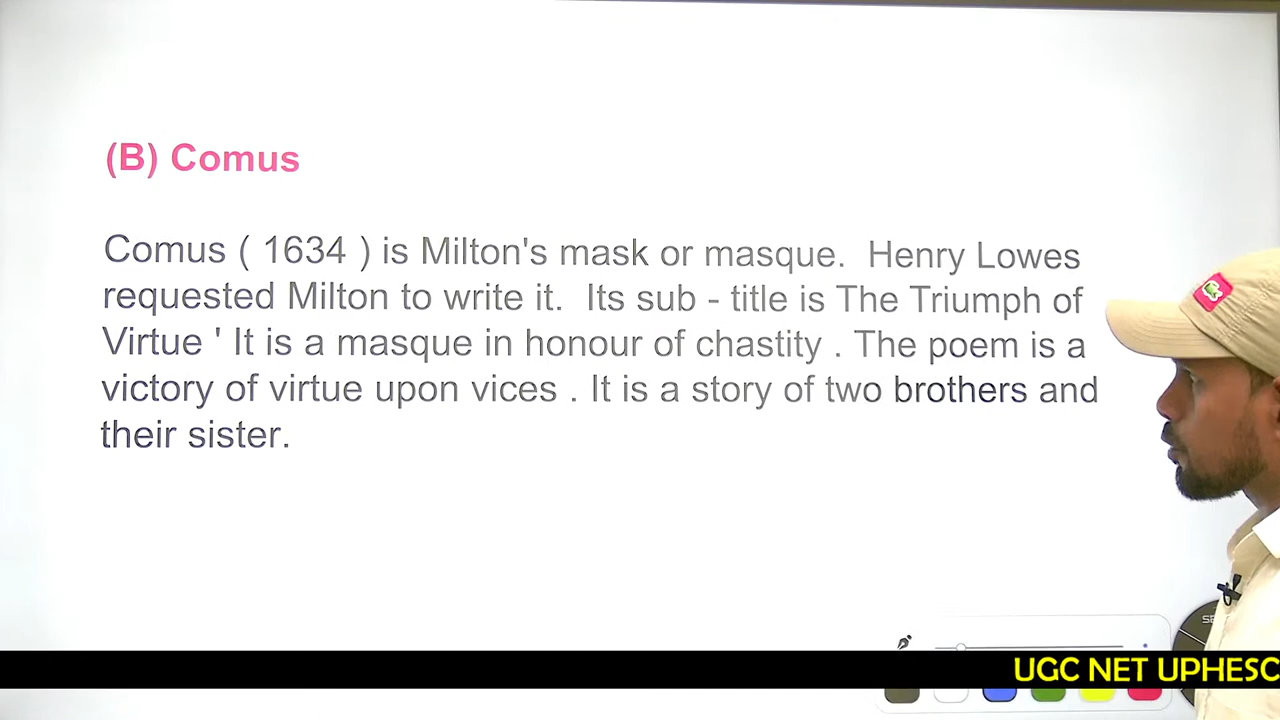 (B) Comus
Comus ( 1634 ) is Milton's mask or masque.  Henry Lowes
requested Milton to write it.  Its sub - title is The Triumph of
Virtue ' It is a masque in honour of chastity . The poem is a
victory of virtue upon vices . It is a story of two brothers and
their sister.
UGC NET UPHESC